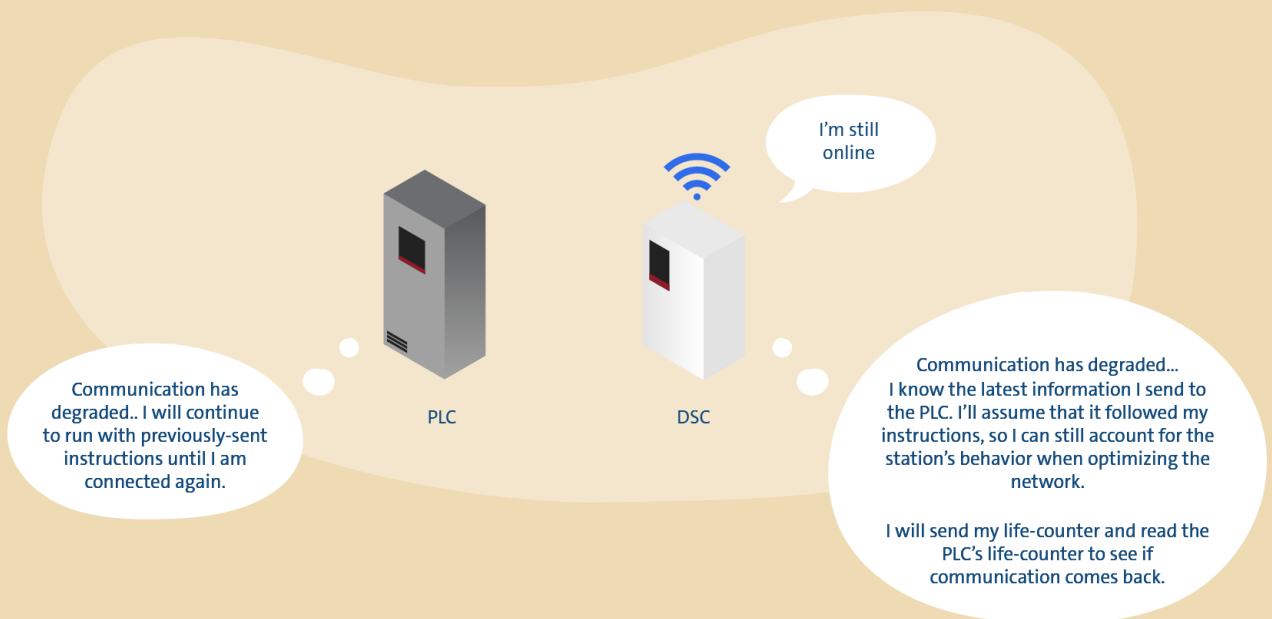 I'm still
online
Communication has
degraded.. I will continue
to run with previously-sent
instructions until I am
connected again.
PLC
DSC
Communication has degraded...
I know the latest information I send to
the PLC. I'll assume that it followed my
instructions, so I can still account for the
station's behavior when optimizing the
network.
I will send my life-counter and read the
PLC's life-counter to see if
communication comes back.